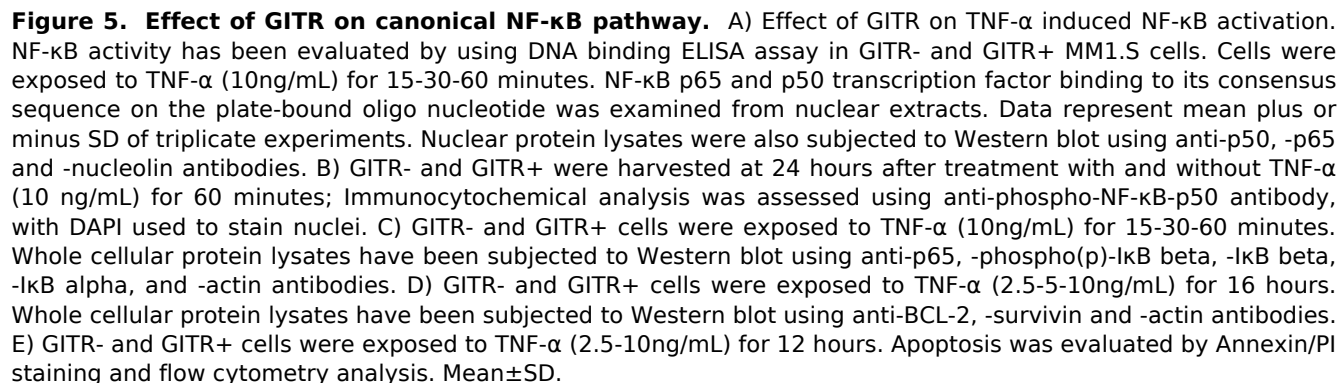 Figure 5. Effect of GITR on canonical NF-κB pathway. A) Effect of GITR on TNF-α induced NF-κB activation.
NF-κB activity has been evaluated by using DNA binding ELISA assay in GITR- and GITR+ MM1.S cells. Cells were
exposed to TNF-α (10ng/mL) for 15-30-60 minutes. NF-κB p65 and p50 transcription factor binding to its consensus
sequence on the plate-bound oligo nucleotide was examined from nuclear extracts. Data represent mean plus or
minus SD of triplicate experiments. Nuclear protein lysates were also subjected to Western blot using anti-p50, -p65
and -nucleolin antibodies. B) GITR- and GITR+ were harvested at 24 hours after treatment with and without TNF-α
(10 ng/mL) for 60 minutes; Immunocytochemical analysis was assessed using anti-phospho-NF-κB-p50 antibody,
with DAPI used to stain nuclei. C) GITR- and GITR+ cells were exposed to TNF-α (10ng/mL) for 15-30-60 minutes.
Whole cellular protein lysates have been subjected to Western blot using anti-p65, -phospho(p)-IκB beta, -IκB beta,
-IκB alpha, and -actin antibodies. D) GITR- and GITR+ cells were exposed to TNF-α (2.5-5-10ng/mL) for 16 hours.
Whole cellular protein lysates have been subjected to Western blot using anti-BCL-2, -survivin and -actin antibodies.
E) GITR- and GITR+ cells were exposed to TNF-α (2.5-10ng/mL) for 12 hours. Apoptosis was evaluated by Annexin/PI
staining and flow cytometry analysis. Mean±SD.